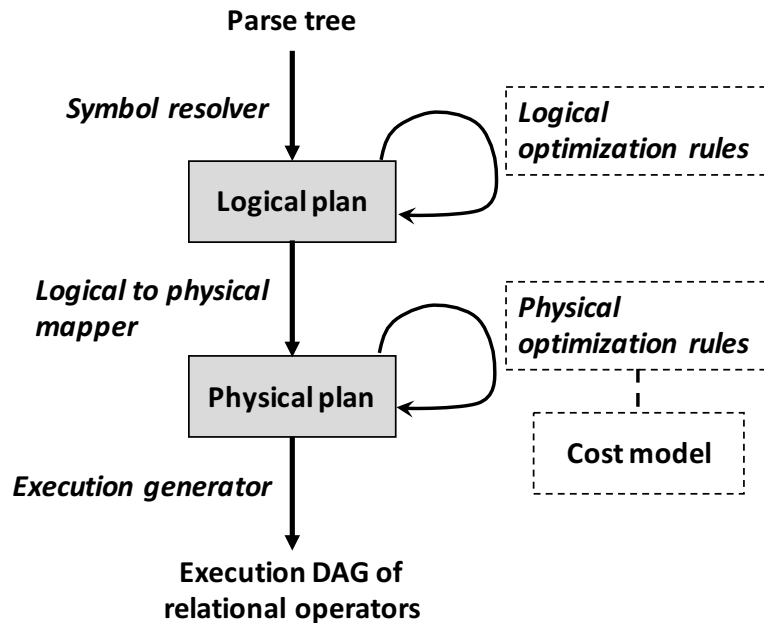 Parse tree
Symbol resolver
Logical
optimization rules
Logical plan
Logical to physical
mapper
Physical
optimization rules
Physical plan
Cost model
Execution generator
Execution DAG of
relational operators